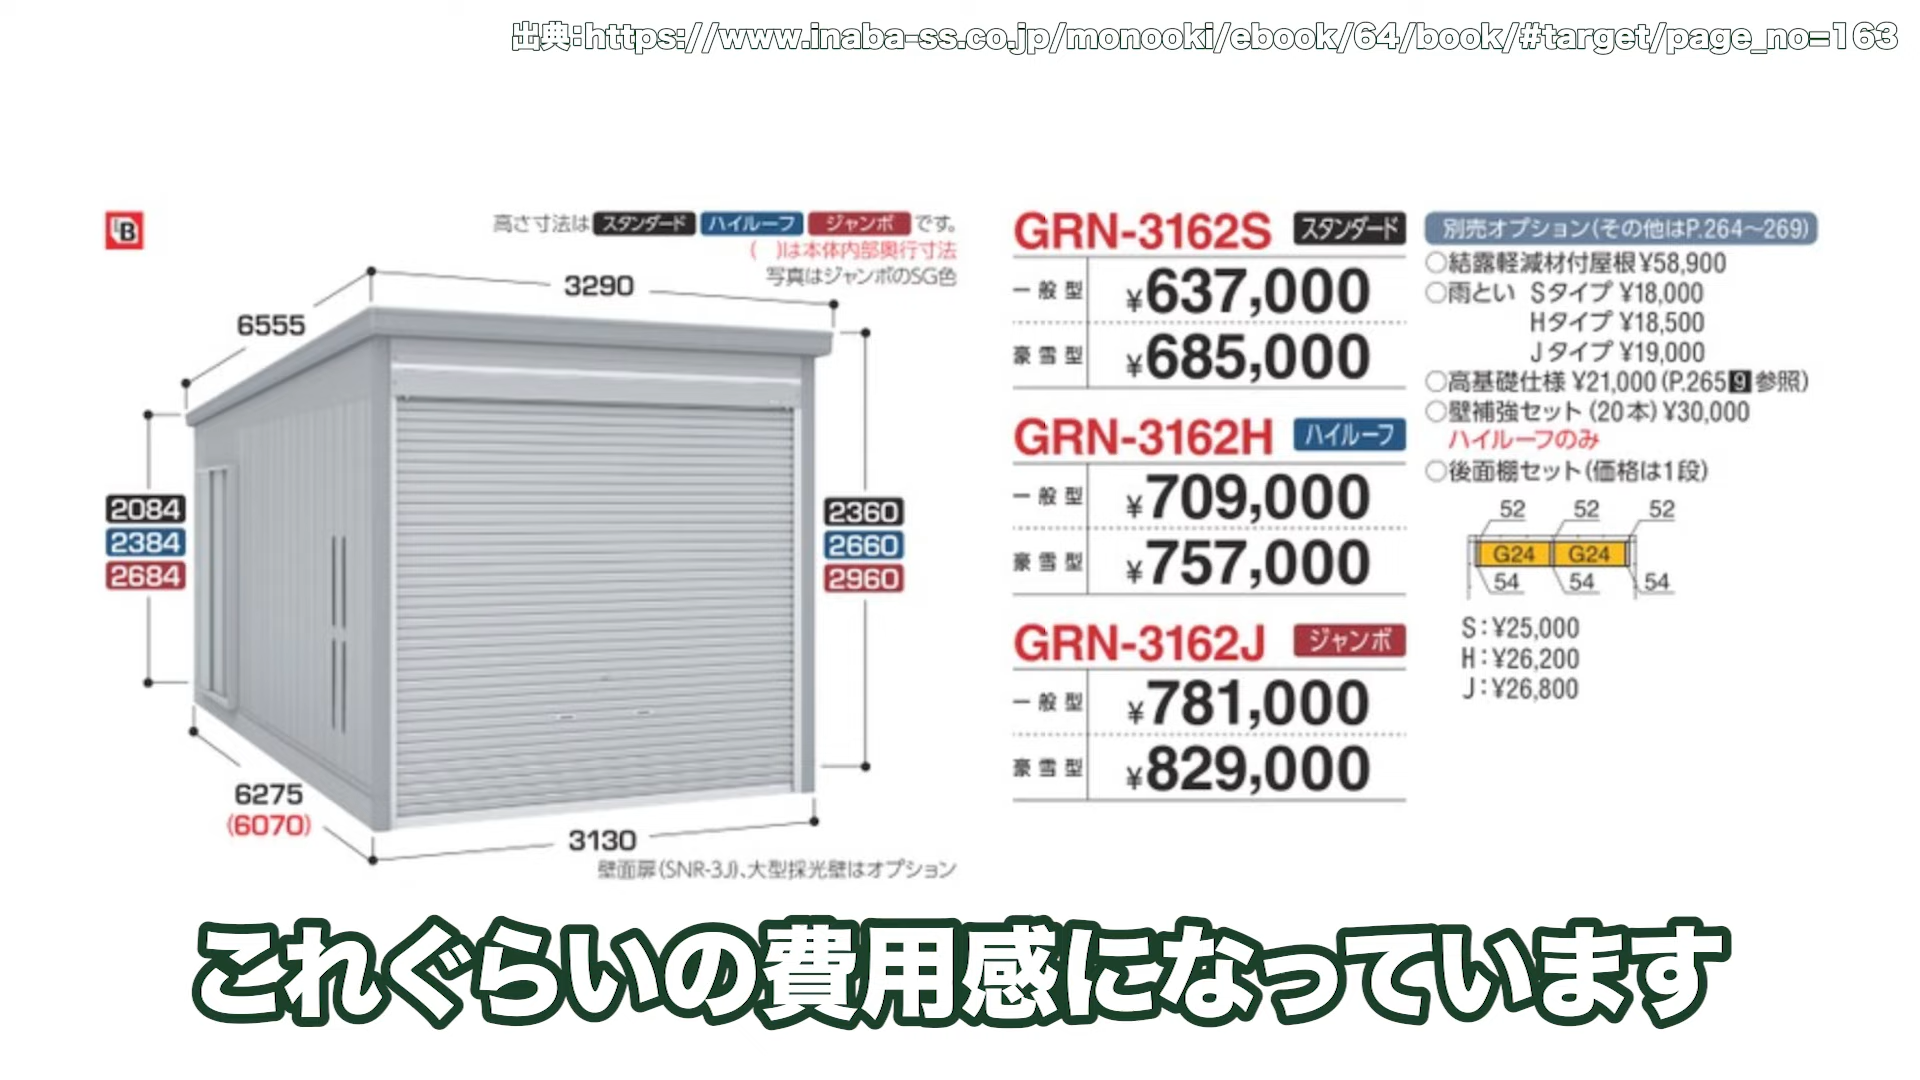 出典:https://www.inaba-ss.co.jp/monooki/ebook/64/book/#target/page_no=163
B
高さ寸法は スタンダード ハイルーフ ジャンボ です。
(　)は本体内部奥行寸法
写真はジャンボのSG色
3290
6555
2084
2384
2684
2360
2660
2960
6275
(6070)
3130
壁面扉(SNR-3J)、大型採光壁はオプション
GRN-3162S スタンダード
一般型 ¥637,000
豪雪型 ¥685,000
GRN-3162H ハイルーフ
一般型 ¥709,000
豪雪型 ¥757,000
GRN-3162J ジャンボ
一般型 ¥781,000
豪雪型 ¥829,000
別売オプション(その他はP.264〜269)
○結露軽減材付屋根¥58,900
○雨とい Sタイプ ¥18,000
Hタイプ ¥18,500
Jタイプ ¥19,000
○高基礎仕様 ¥21,000(P.265 9 参照)
○壁補強セット(20本)¥30,000
ハイルーフのみ
○後面棚セット(価格は1段)
52 52 52
G24 G24
54 54 54
S:¥25,000
H:¥26,200
J:¥26,800
これぐらいの費用感になっています